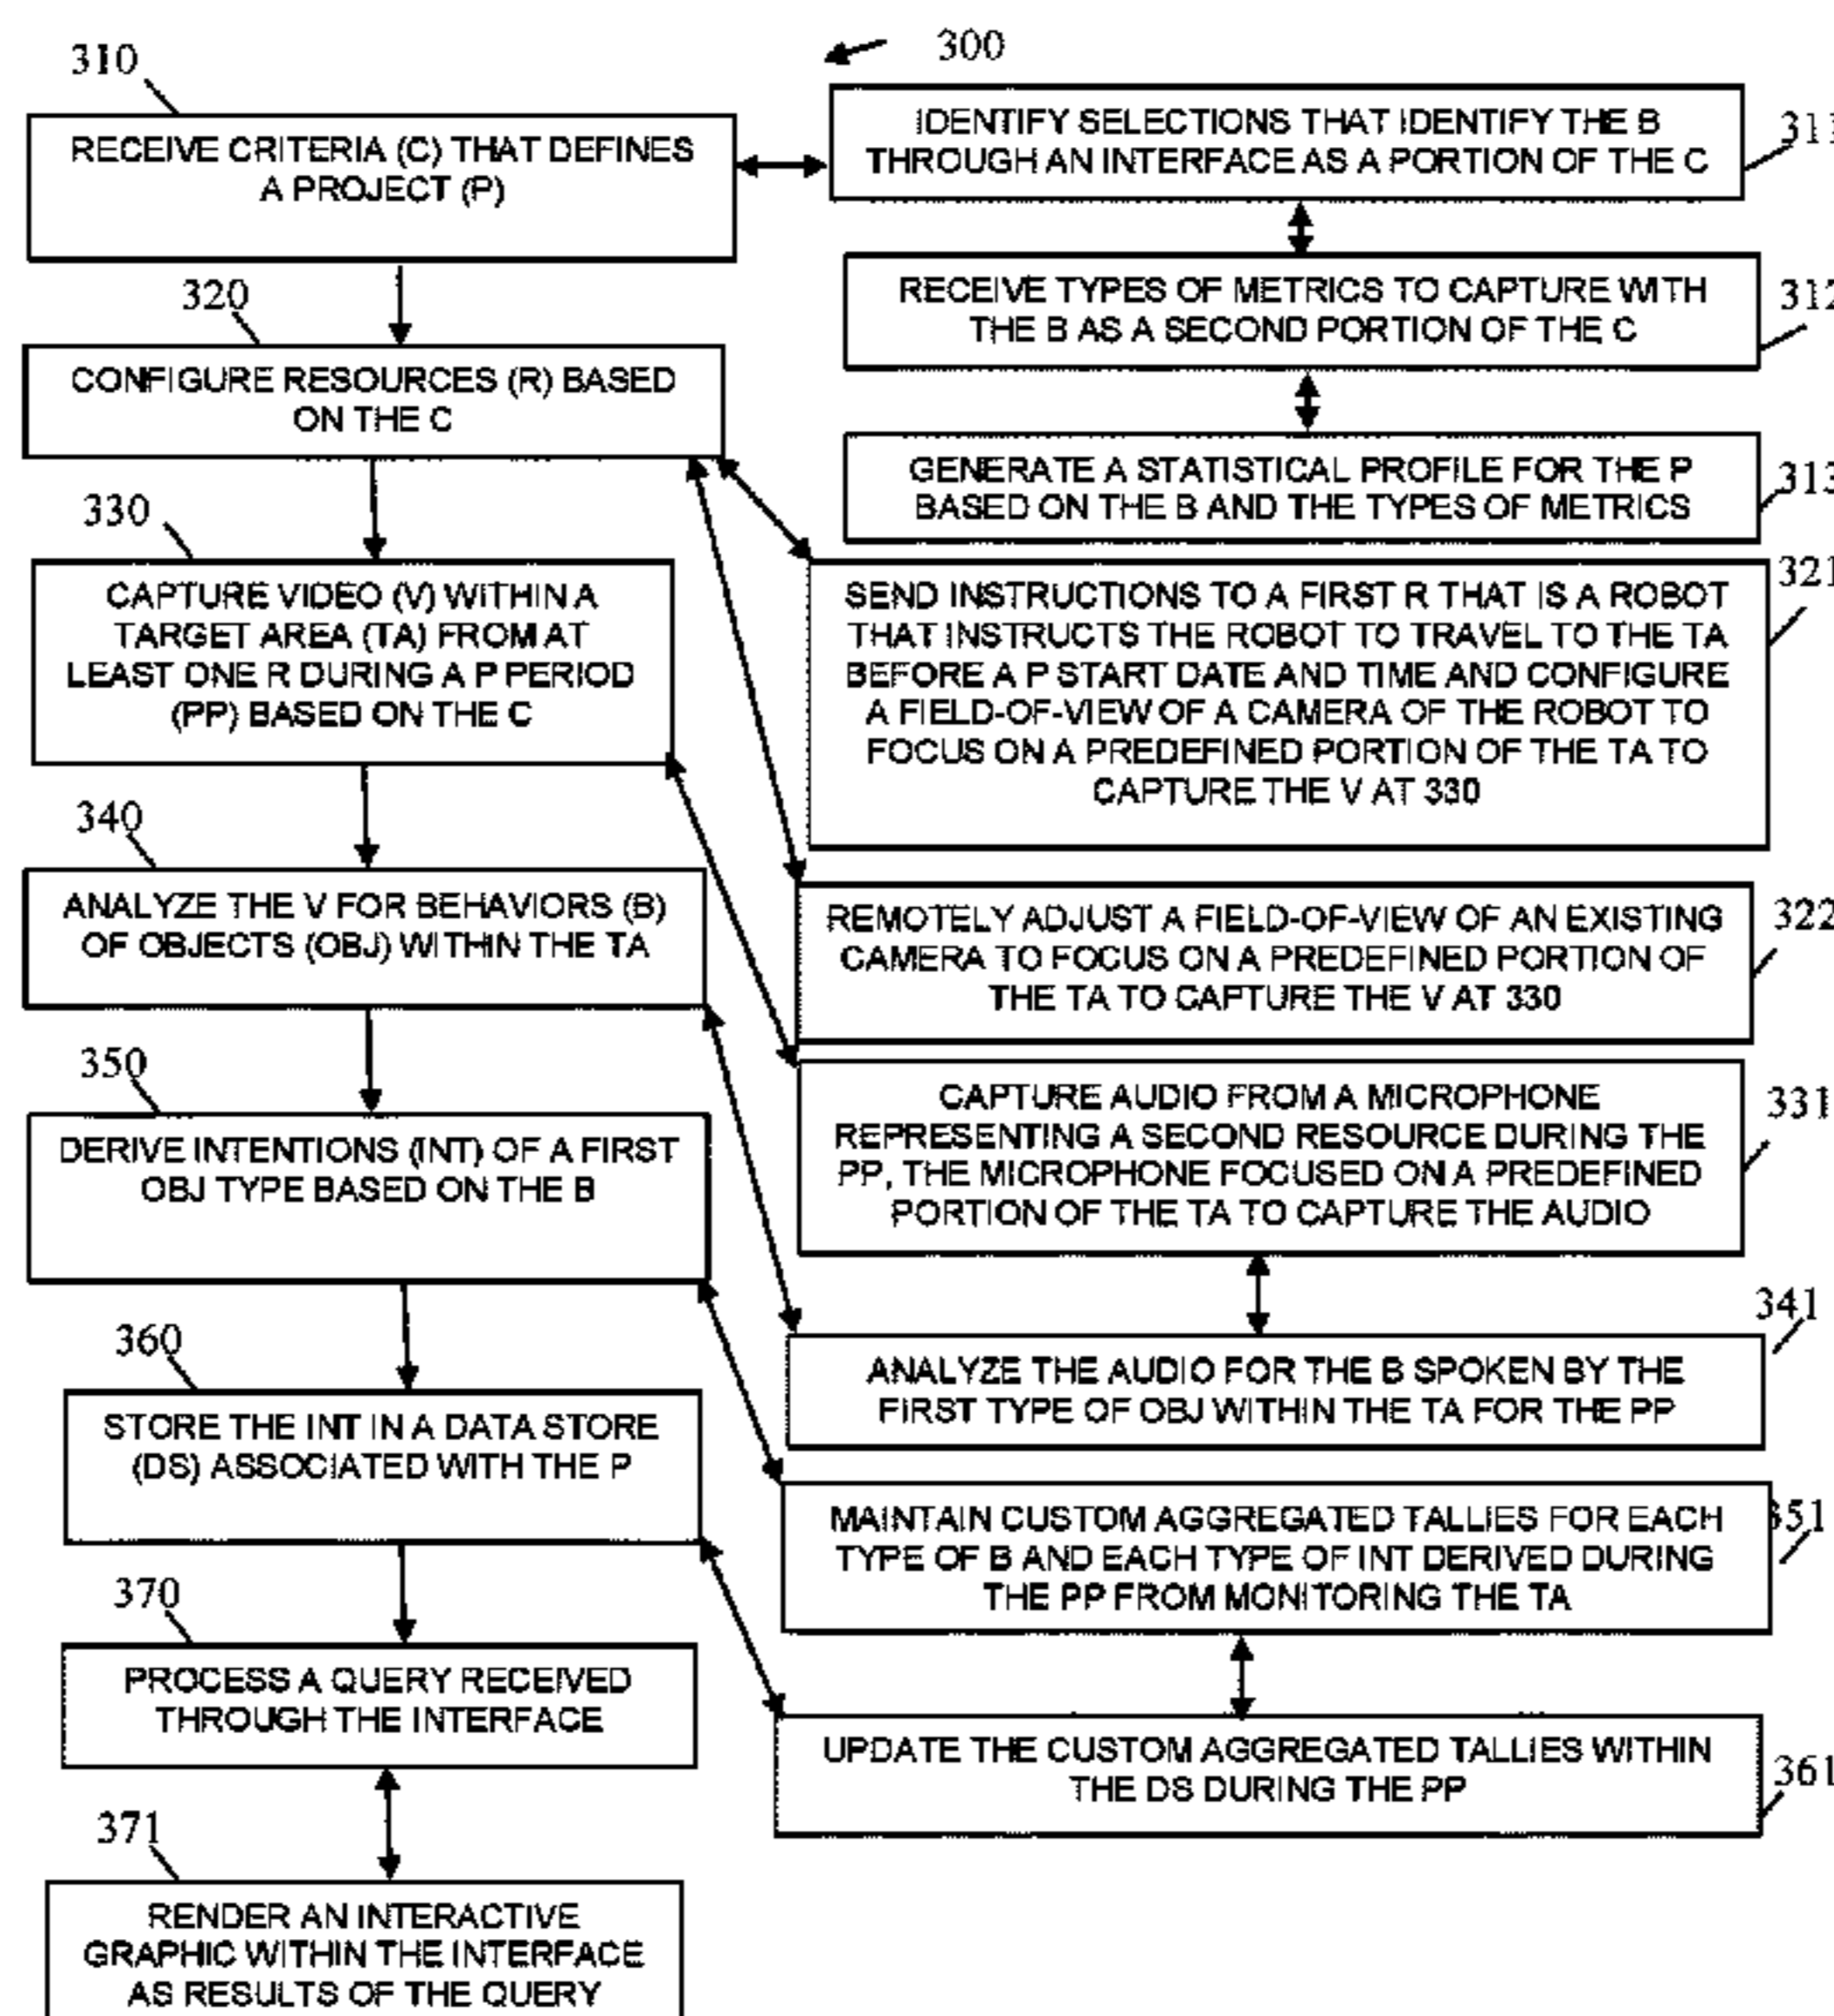 300
310
RECEIVE CRITERIA (C) THAT DEFINES
A PROJECT (P)
311
IDENTIFY SELECTIONS THAT IDENTIFY THE B
THROUGH AN INTERFACE AS A PORTION OF THE C
312
RECEIVE TYPES OF METRICS TO CAPTURE WITH
THE B AS A SECOND PORTION OF THE C
313
GENERATE A STATISTICAL PROFILE FOR THE P
BASED ON THE B AND THE TYPES OF METRICS
320
CONFIGURE RESOURCES (R) BASED
ON THE C
321
SEND INSTRUCTIONS TO A FIRST R THAT IS A ROBOT
THAT INSTRUCTS THE ROBOT TO TRAVEL TO THE TA
BEFORE A P START DATE AND TIME AND CONFIGURE
A FIELD-OF-VIEW OF A CAMERA OF THE ROBOT TO
FOCUS ON A PREDEFINED PORTION OF THE TA TO
CAPTURE THE V AT 330
322
REMOTELY ADJUST A FIELD-OF-VIEW OF AN EXISTING
CAMERA TO FOCUS ON A PREDEFINED PORTION OF
THE TA TO CAPTURE THE V AT 330
330
CAPTURE VIDEO (V) WITHIN A
TARGET AREA (TA) FROM AT
LEAST ONE R DURING A P PERIOD
(PP) BASED ON THE C
331
CAPTURE AUDIO FROM A MICROPHONE
REPRESENTING A SECOND RESOURCE DURING THE
PP, THE MICROPHONE FOCUSED ON A PREDEFINED
PORTION OF THE TA TO CAPTURE THE AUDIO
340
ANALYZE THE V FOR BEHAVIORS (B)
OF OBJECTS (OBJ) WITHIN THE TA
341
ANALYZE THE AUDIO FOR THE B SPOKEN BY THE
FIRST TYPE OF OBJ WITHIN THE TA FOR THE PP
350
DERIVE INTENTIONS (INT) OF A FIRST
OBJ TYPE BASED ON THE B
351
MAINTAIN CUSTOM AGGREGATED TALLIES FOR EACH
TYPE OF B AND EACH TYPE OF INT DERIVED DURING
THE PP FROM MONITORING THE TA
360
STORE THE INT IN A DATA STORE
(DS) ASSOCIATED WITH THE P
361
UPDATE THE CUSTOM AGGREGATED TALLIES WITHIN
THE DS DURING THE PP
370
PROCESS A QUERY RECEIVED
THROUGH THE INTERFACE
371
RENDER AN INTERACTIVE
GRAPHIC WITHIN THE INTERFACE
AS RESULTS OF THE QUERY